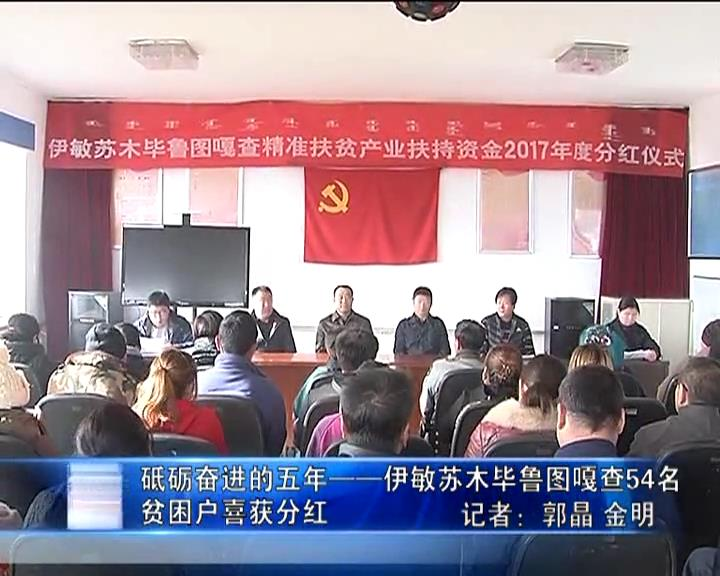 伊敏苏木毕鲁图嘎查精准扶贫产业扶持资金2017年度分红仪式
砥砺奋进的五年——伊敏苏木毕鲁图嘎查54名
贫困户喜获分红 记者：郭晶 金明